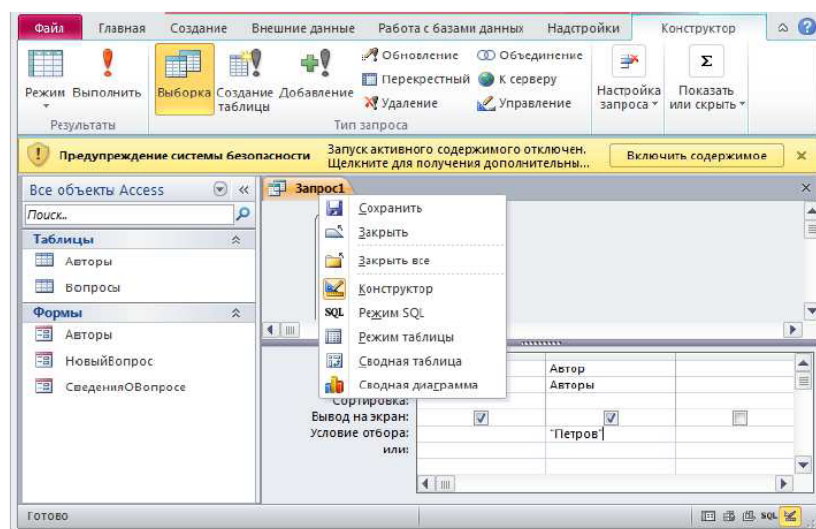 Файл Главная Создание Внешние данные Работа с базами данных Надстройки Конструктор
Обновление Объединение
Перекрестный К серверу
Режим Выполнить Выборка Создание таблицы Добавление Удаление Управление Настройка запроса Σ Показать или скрыть
Результаты Тип запроса
Предупреждение системы безопасности Запуск активного содержимого отключен. Щелкните для получения дополнительны... Включить содержимое
Все объекты Access
Поиск..
Таблицы
Авторы
Вопросы
Формы
Авторы
НовыйВопрос
СведенияОВопросе
Запрос1
Сохранить
Закрыть
Закрыть все
Конструктор
SQL Режим SQL
Режим таблицы
Сводная таблица
Сводная диаграмма
Автор
Авторы
Сортировка:
Вывод на экран:
Условие отбора: "Петров"
или:
Готово SQL